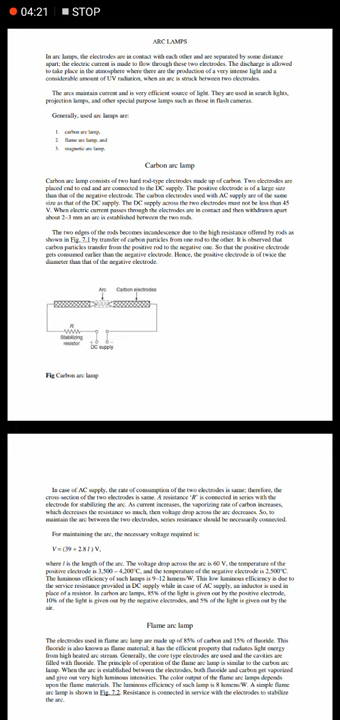 04:21
STOP
ARC LAMPS
In arc lamps, the electrodes are in contact with each other and are separated by some distance
apart; the electric current is made to flow through these two electrodes. The discharge is allowed
to take place in the atmosphere where there are the production of a very intense light and a
considerable amount of UV radiation, when an arc is struck between two electrodes.
The arcs maintain current and is very efficient source of light. They are used in search lights,
projection lamps, and other special purpose lamps such as those in flash cameras.
Generally, used arc lamps are:
1. carbon arc lamp,
2. flame arc lamp, and
3. magnetic arc lamp.
Carbon arc lamp
Carbon arc lamp consists of two hard rod-type electrodes made up of carbon. Two electrodes are
placed end to end and are connected to the DC supply. The positive electrode is of a large size
than that of the negative electrode. The carbon electrodes used with AC supply are of the same
size as that of the DC supply. The DC supply across the two electrodes must not be less than 45
V. When electric current passes through the electrodes are in contact and then withdrawn apart
about 2–3 mm an arc is established between the two rods.
The two edges of the rods becomes incandescence due to the high resistance offered by rods as
shown in Fig. 7.1 by transfer of carbon particles from one rod to the other. It is observed that
carbon particles transfer from the positive rod to the negative one. So that the positive electrode
gets consumed earlier than the negative electrode. Hence, the positive electrode is of twice the
diameter than that of the negative electrode.
Arc Carbon electrodes
R
Stabilizing
resistor
+ −
DC supply
Fig Carbon arc lamp
In case of AC supply, the rate of consumption of the two electrodes is same; therefore, the
cross-section of the two electrodes is same. A resistance 'R' is connected in series with the
electrode for stabilizing the arc. As current increases, the vaporizing rate of carbon increases,
which decreases the resistance so much, then voltage drop across the arc decreases. So, to
maintain the arc between the two electrodes, series resistance should be necessarily connected.
For maintaining the arc, the necessary voltage required is:
V = (39 + 2.8 l ) V,
where l is the length of the arc. The voltage drop across the arc is 60 V, the temperature of the
positive electrode is 3,500 – 4,200°C, and the temperature of the negative electrode is 2,500°C.
The luminous efficiency of such lamps is 9–12 lumens/W. This low luminous efficiency is due to
the service resistance provided in DC supply while in case of AC supply, an inductor is used in
place of a resistor. In carbon arc lamps, 85% of the light is given out by the positive electrode,
10% of the light is given out by the negative electrodes, and 5% of the light is given out by the
air.
Flame arc lamp
The electrodes used in flame arc lamp are made up of 85% of carbon and 15% of fluoride. This
fluoride is also known as flame material; it has the efficient property that radiates light energy
from high heated arc stream. Generally, the core type electrodes are used and the cavities are
filled with fluoride. The principle of operation of the flame arc lamp is similar to the carbon arc
lamp. When the arc is established between the electrodes, both fluoride and carbon get vaporized
and give out very high luminous intensities. The color output of the flame arc lamps depends
upon the flame materials. The luminous efficiency of such lamp is 8 lumens/W. A simple flame
arc lamp is shown in Fig. 7.2. Resistance is connected in service with the electrodes to stabilize
the arc.